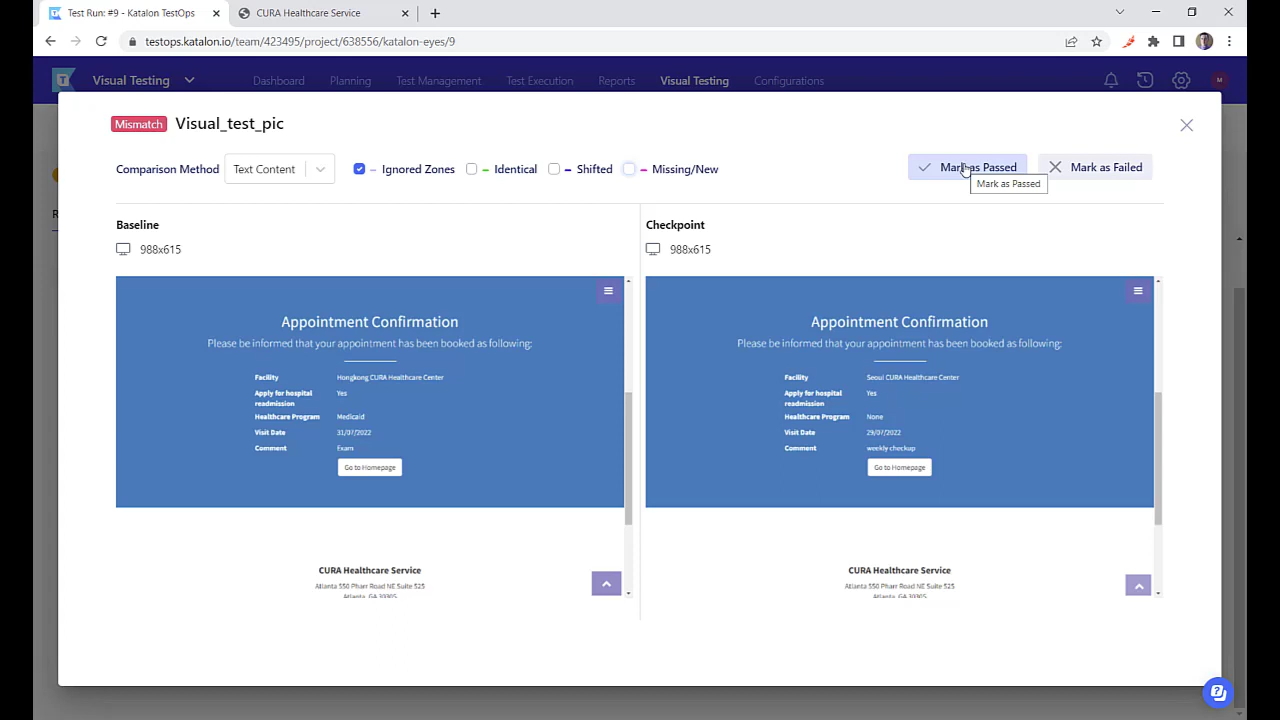 Test Run: #9 - Katalon TestOps
CURA Healthcare Service
testops.katalon.io/team/423495/project/638556/katalon-eyes/9
Visual Testing Dashboard Planning Test Management Test Execution Reports Visual Testing Configurations
M
Mismatch Visual_test_pic
Comparison Method Text Content Ignored Zones Identical Shifted Missing/New Mark as Passed Mark as Failed
Mark as Passed
R
Baseline
988x615
Appointment Confirmation
Please be informed that your appointment has been booked as following:
Facility Hongkong CURA Healthcare Center
Apply for hospital readmission Yes
Healthcare Program Medicaid
Visit Date 31/07/2022
Comment Exam
Go to Homepage
CURA Healthcare Service
Atlanta 550 Pharr Road NE Suite 525
Atlanta, GA 30305
Checkpoint
988x615
Appointment Confirmation
Please be informed that your appointment has been booked as following:
Facility Seoul CURA Healthcare Center
Apply for hospital readmission Yes
Healthcare Program None
Visit Date 29/07/2022
Comment weekly checkup
Go to Homepage
CURA Healthcare Service
Atlanta 550 Pharr Road NE Suite 525
Atlanta, GA 30305